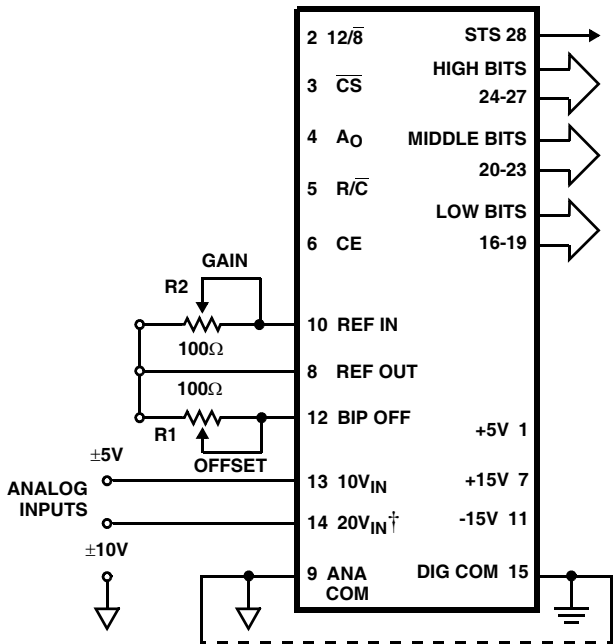 2 12/8̅
STS 28
HIGH BITS
24-27
3 C̅S̅
4 AO
MIDDLE BITS
20-23
5 R/C̅
LOW BITS
16-19
6 CE
GAIN
R2
100Ω
10 REF IN
8 REF OUT
100Ω
R1
OFFSET
12 BIP OFF
+5V 1
±5V
ANALOG
INPUTS
±10V
13 10VIN
+15V 7
14 20VIN†
-15V 11
9 ANA
COM
DIG COM 15